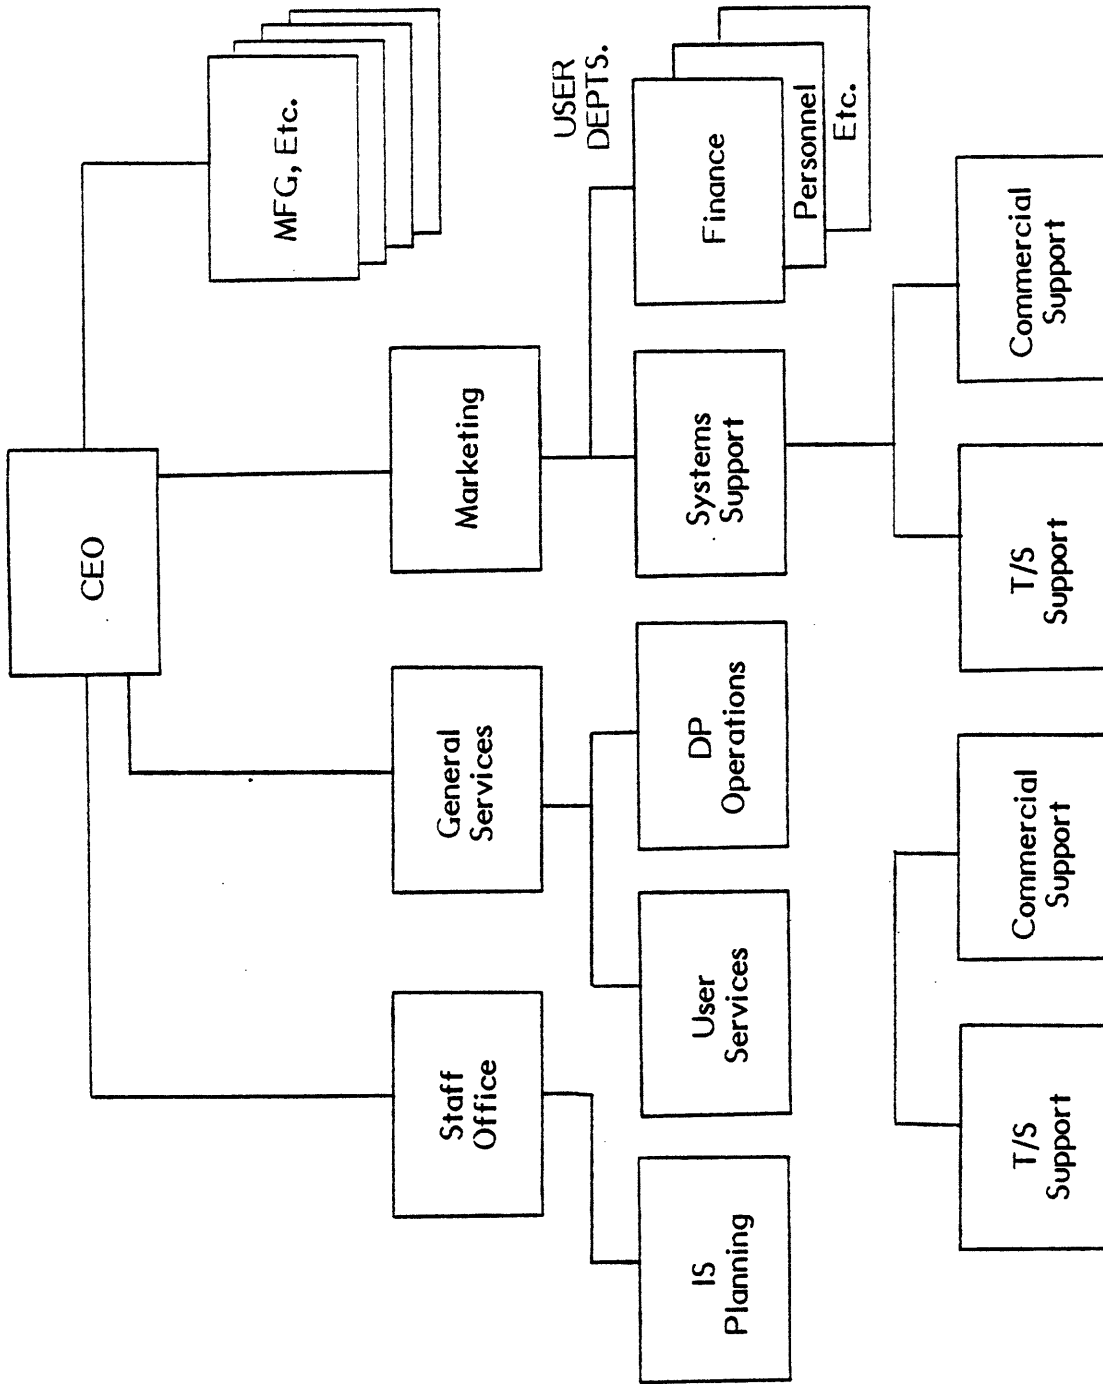 CEO
MFG, Etc.
Staff
Office
General
Services
Marketing
USER
DEPTS.
IS
Planning
User
Services
DP
Operations
Systems
Support
Finance
Personnel
Etc.
T/S
Support
Commercial
Support
T/S
Support
Commercial
Support